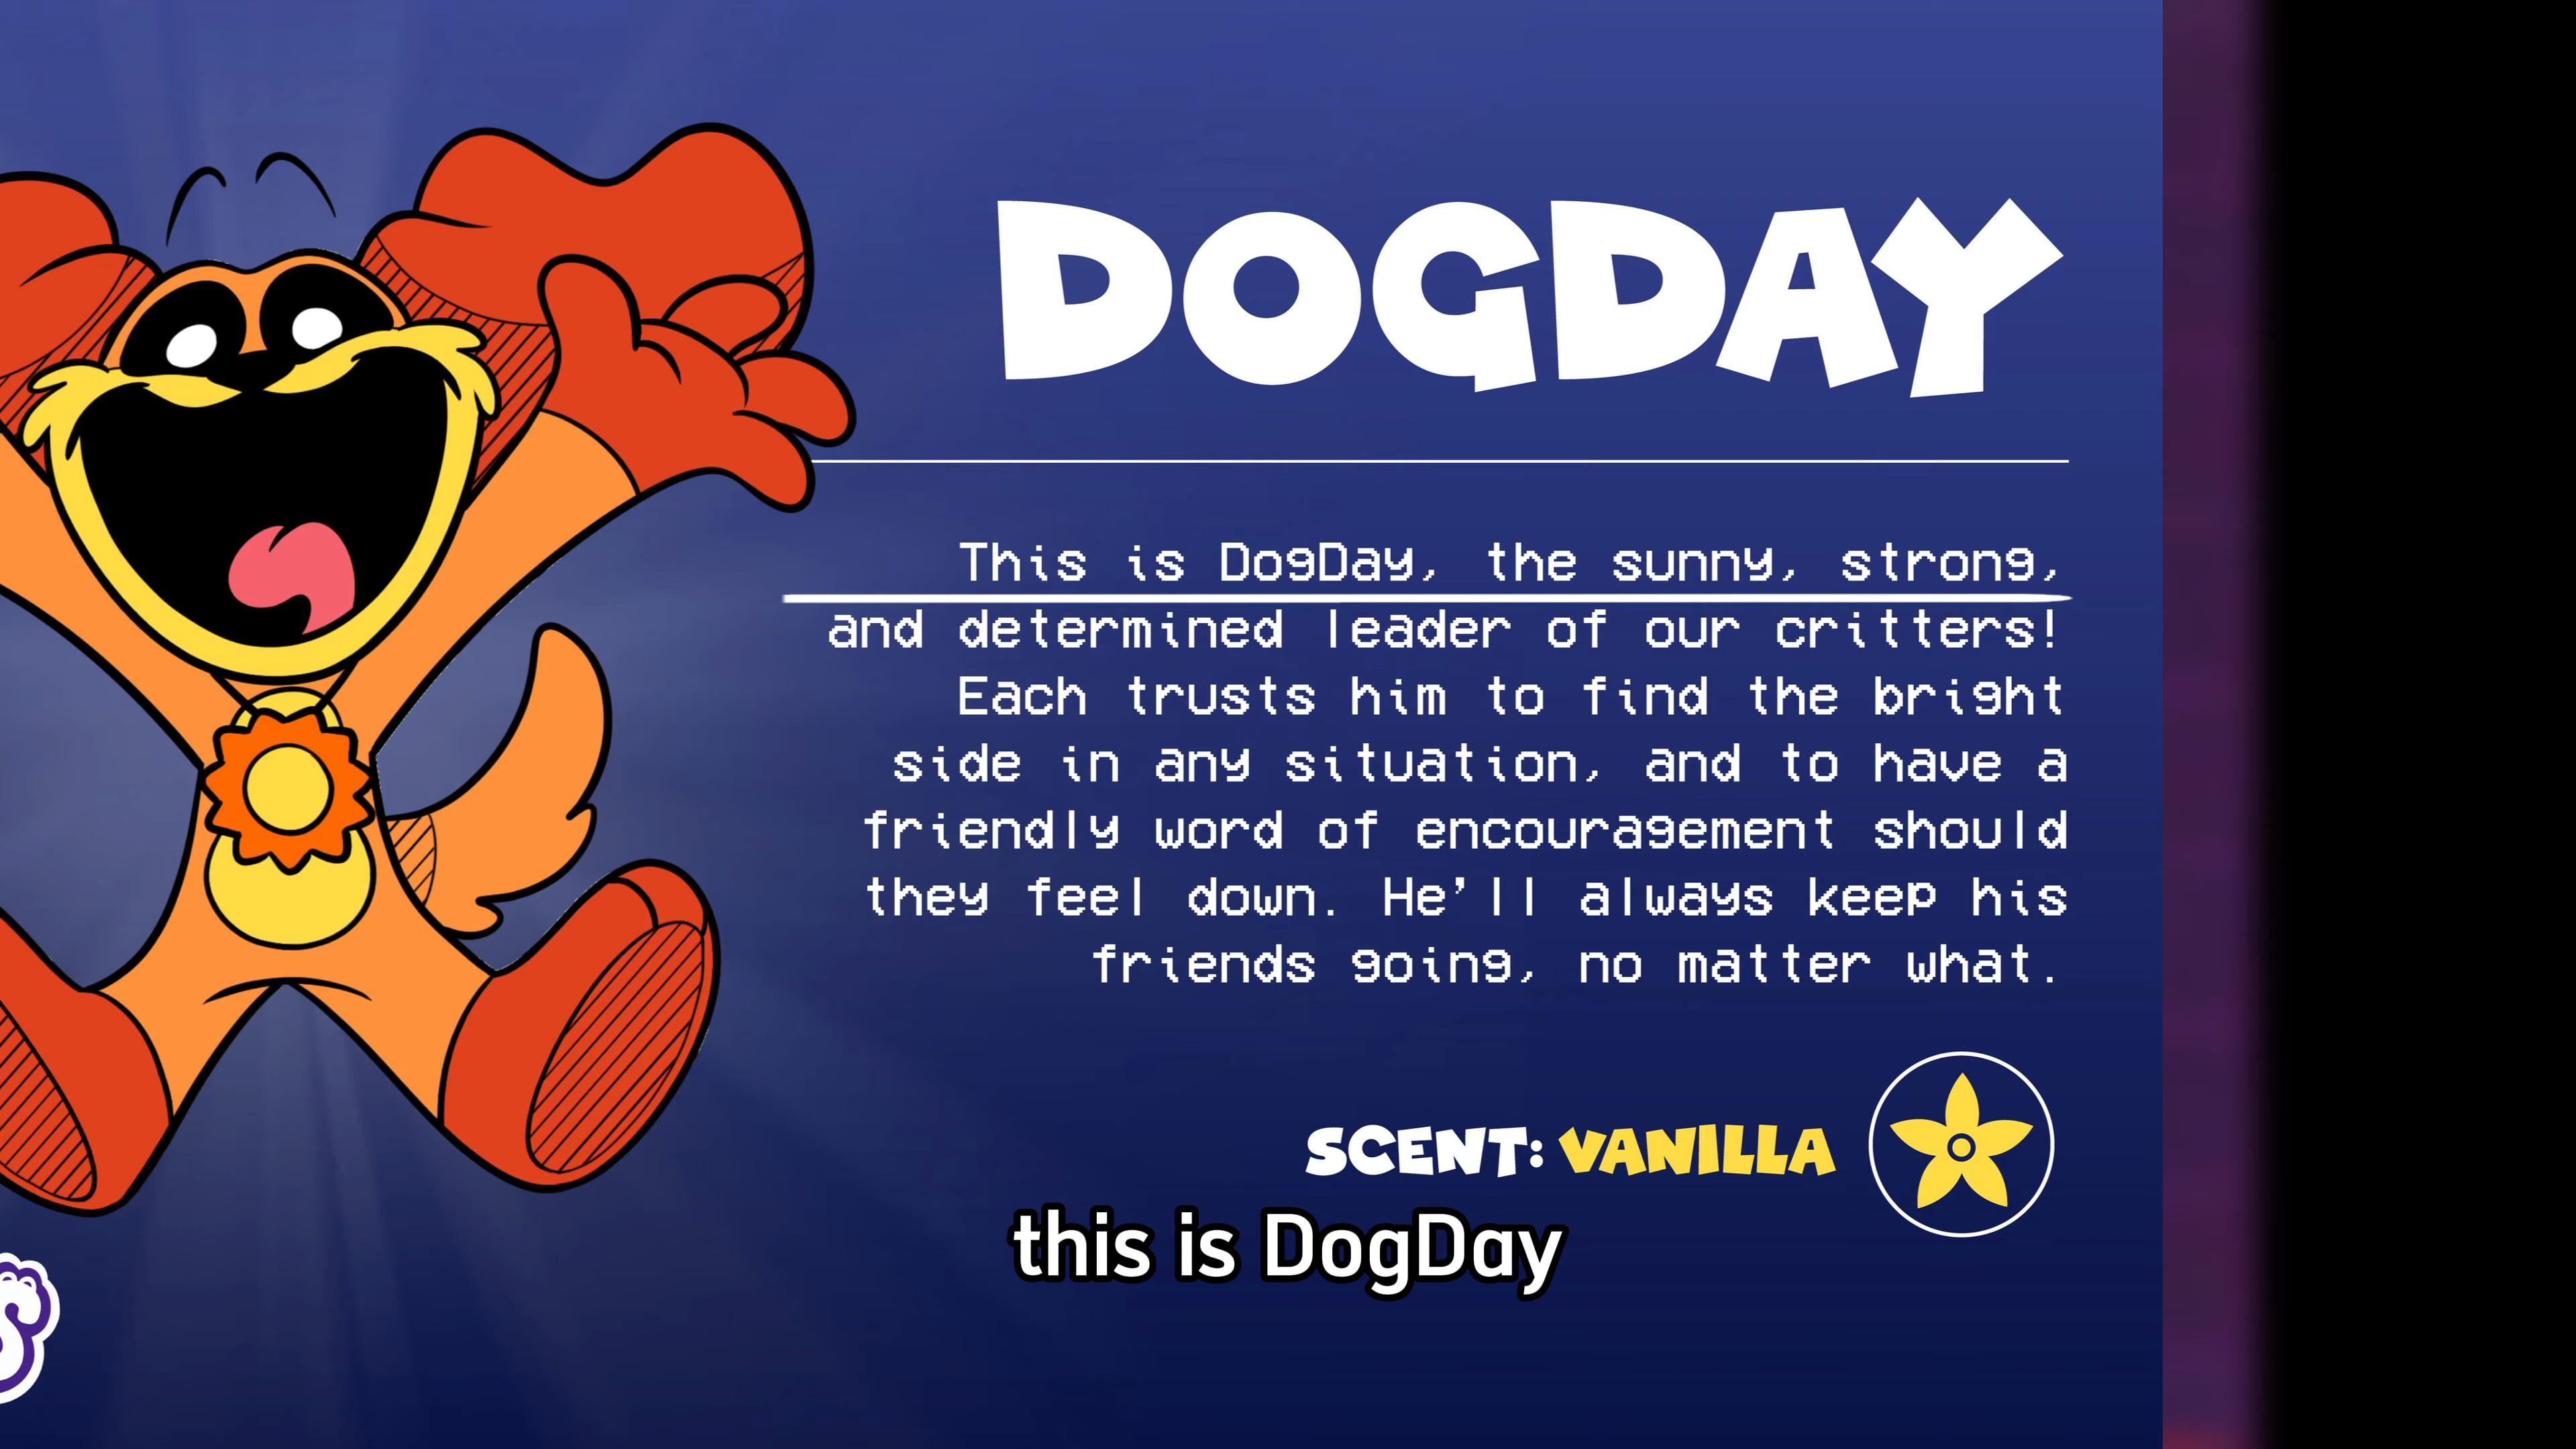 DOGDAY
This is DogDay, the sunny, strong,
and determined leader of our critters!
Each trusts him to find the bright
side in any situation, and to have a
friendly word of encouragement should
they feel down. He'll always keep his
friends going, no matter what.
SCENT: VANILLA
this is DogDay